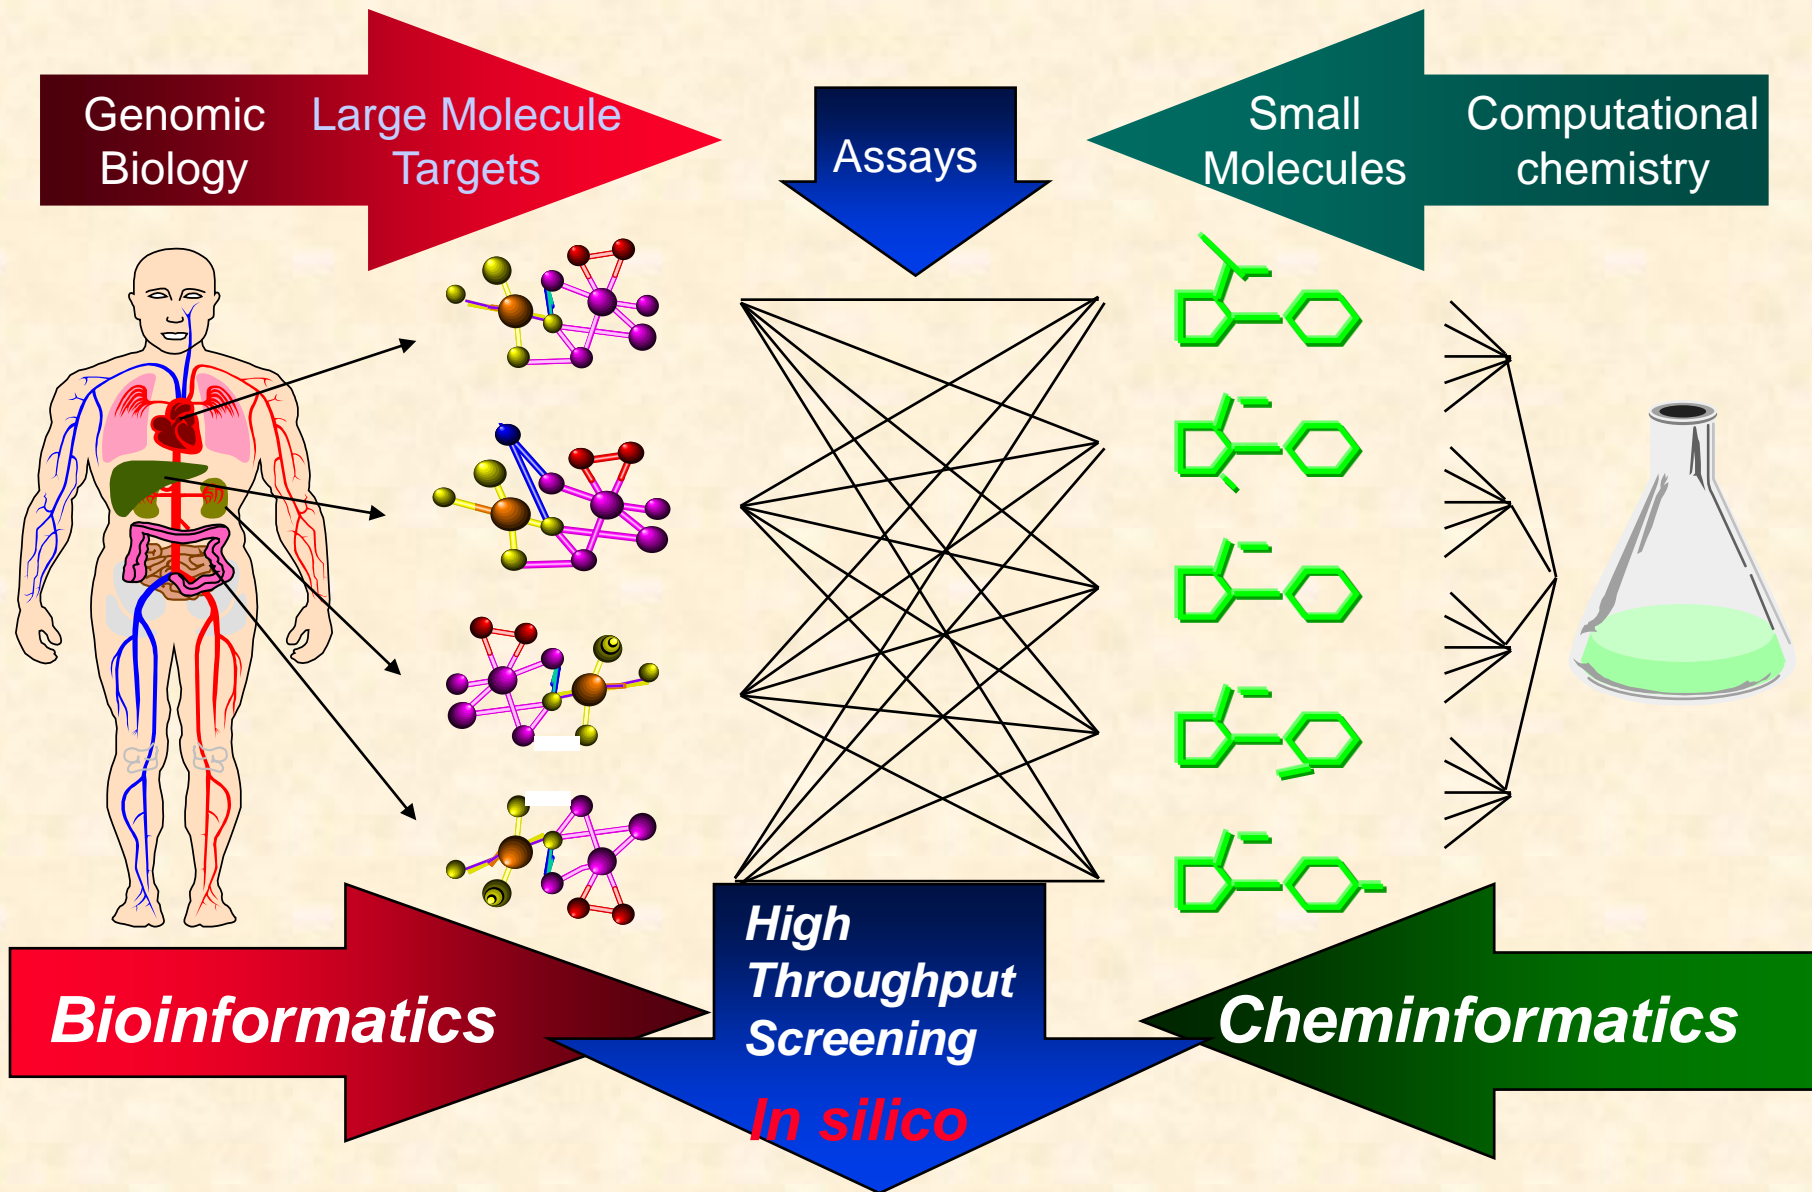 Genomic
Biology
Large Molecule
Targets
Assays
Small
Molecules
Computational
chemistry
Bioinformatics
High
Throughput
Screening
In silico
Cheminformatics